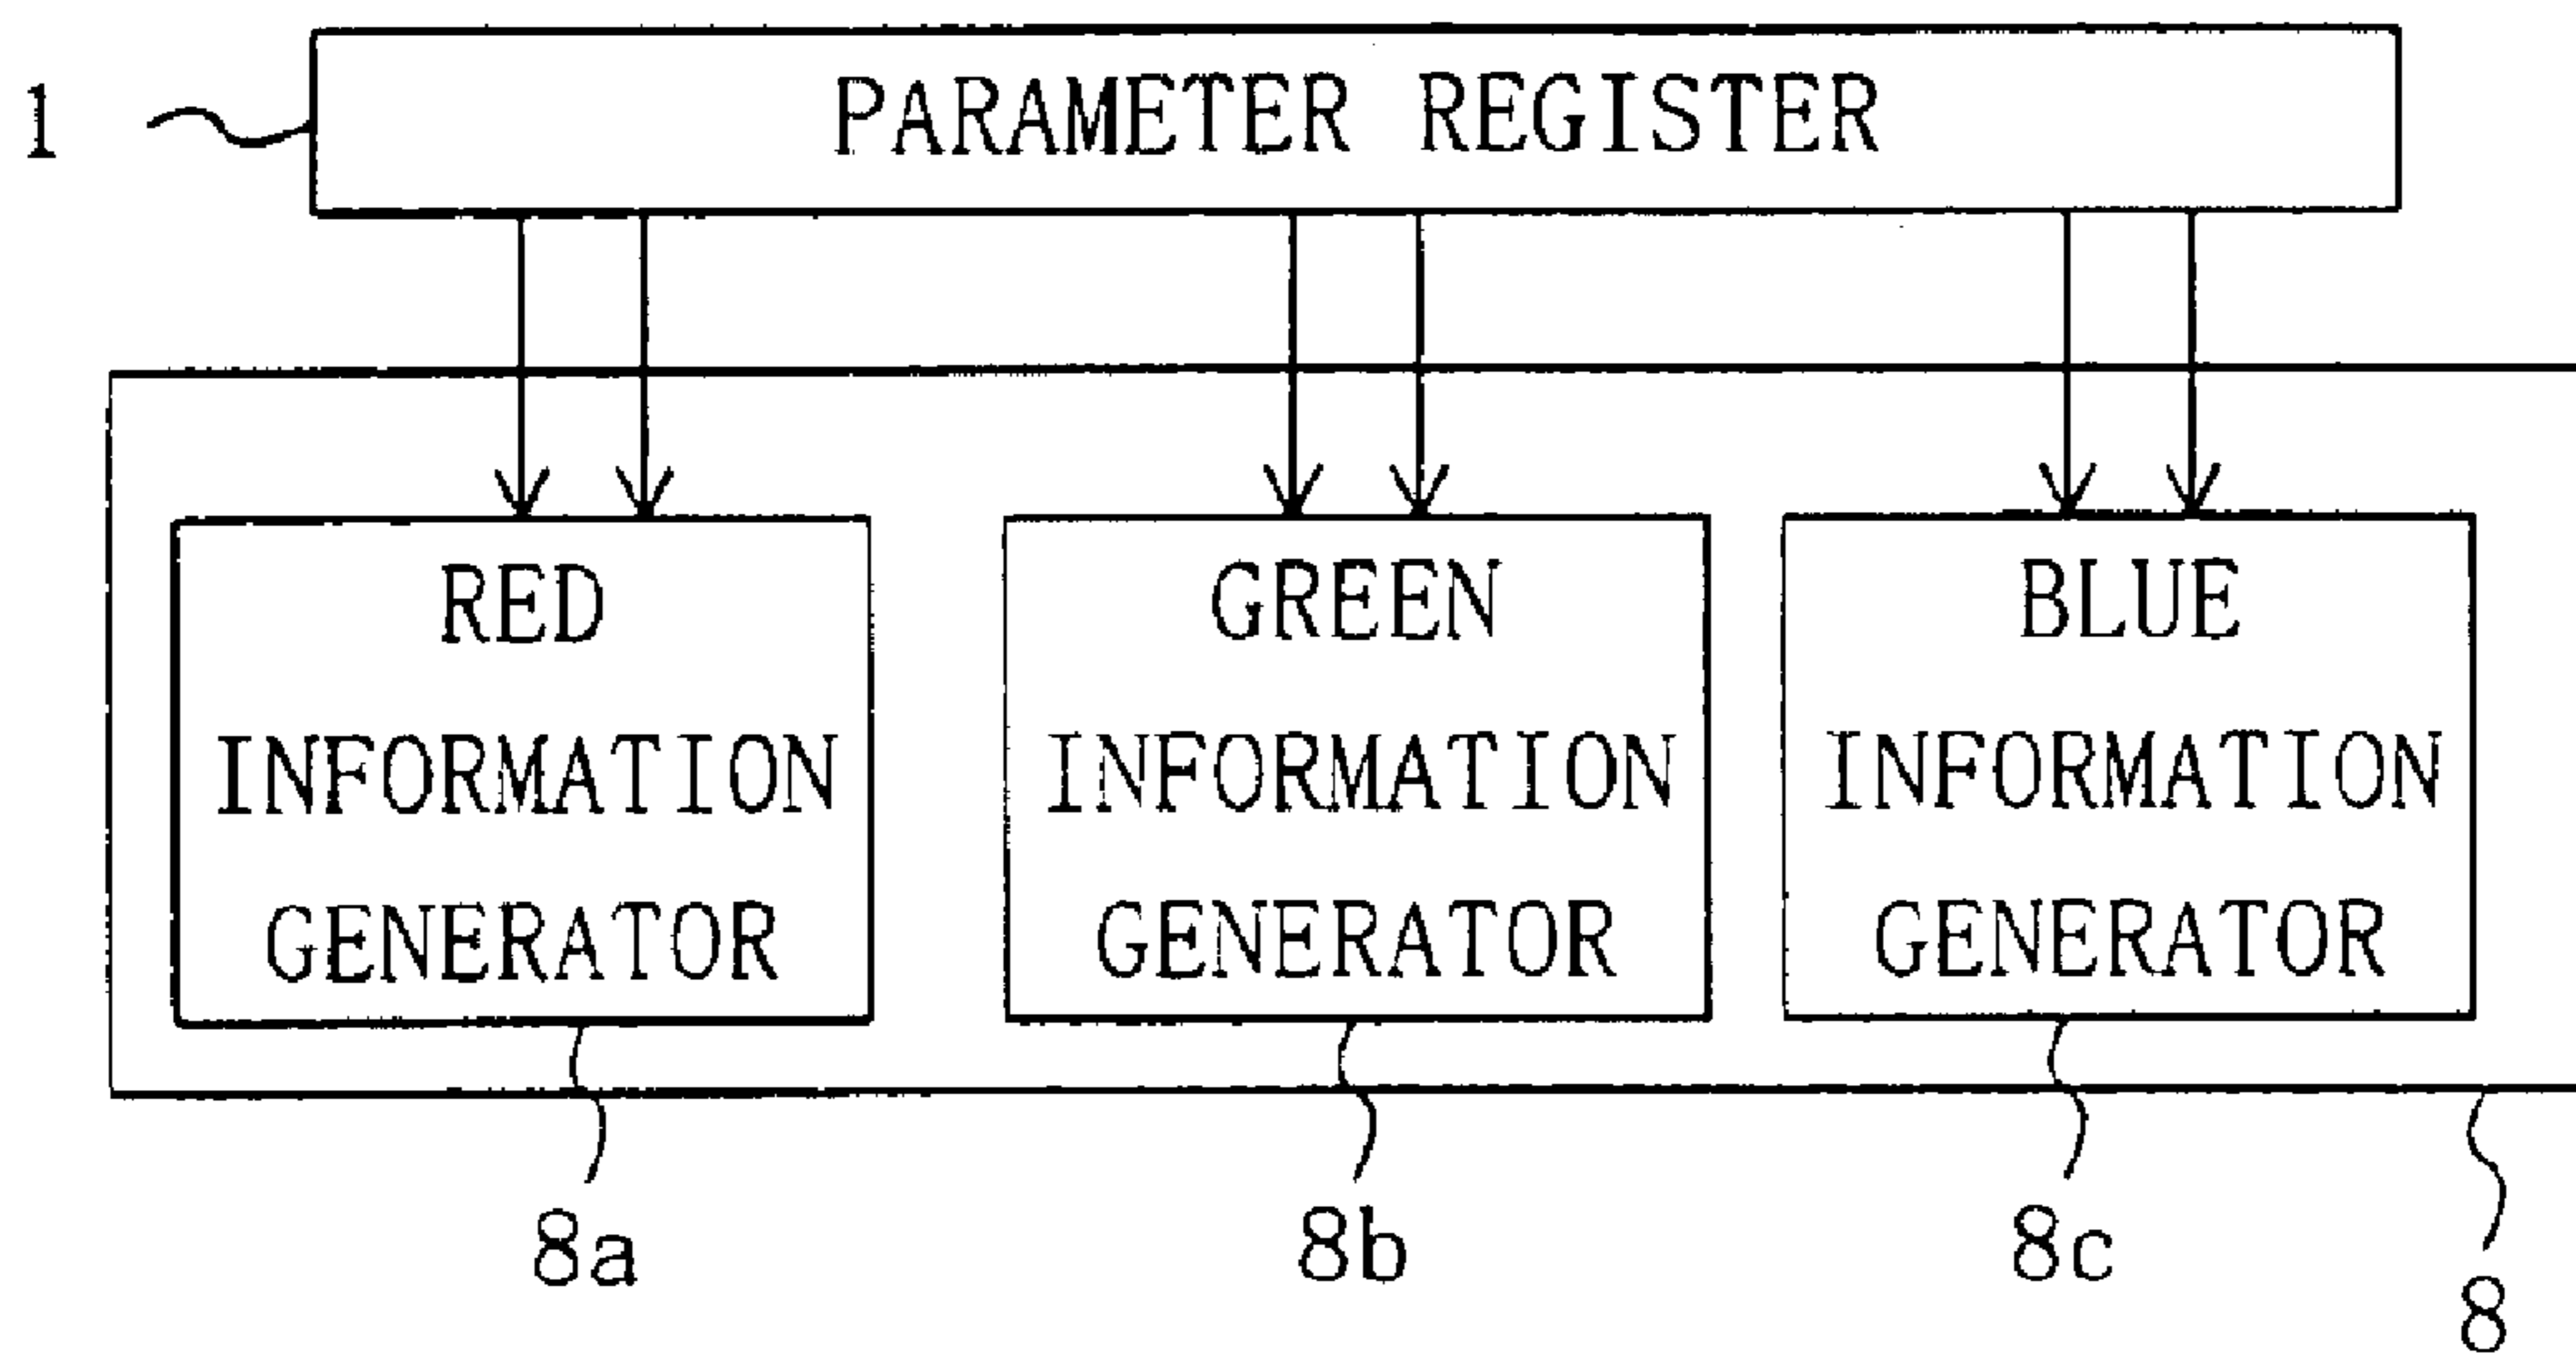 1
PARAMETER REGISTER
RED
INFORMATION
GENERATOR
GREEN
INFORMATION
GENERATOR
BLUE
INFORMATION
GENERATOR
8a
8b
8c
8